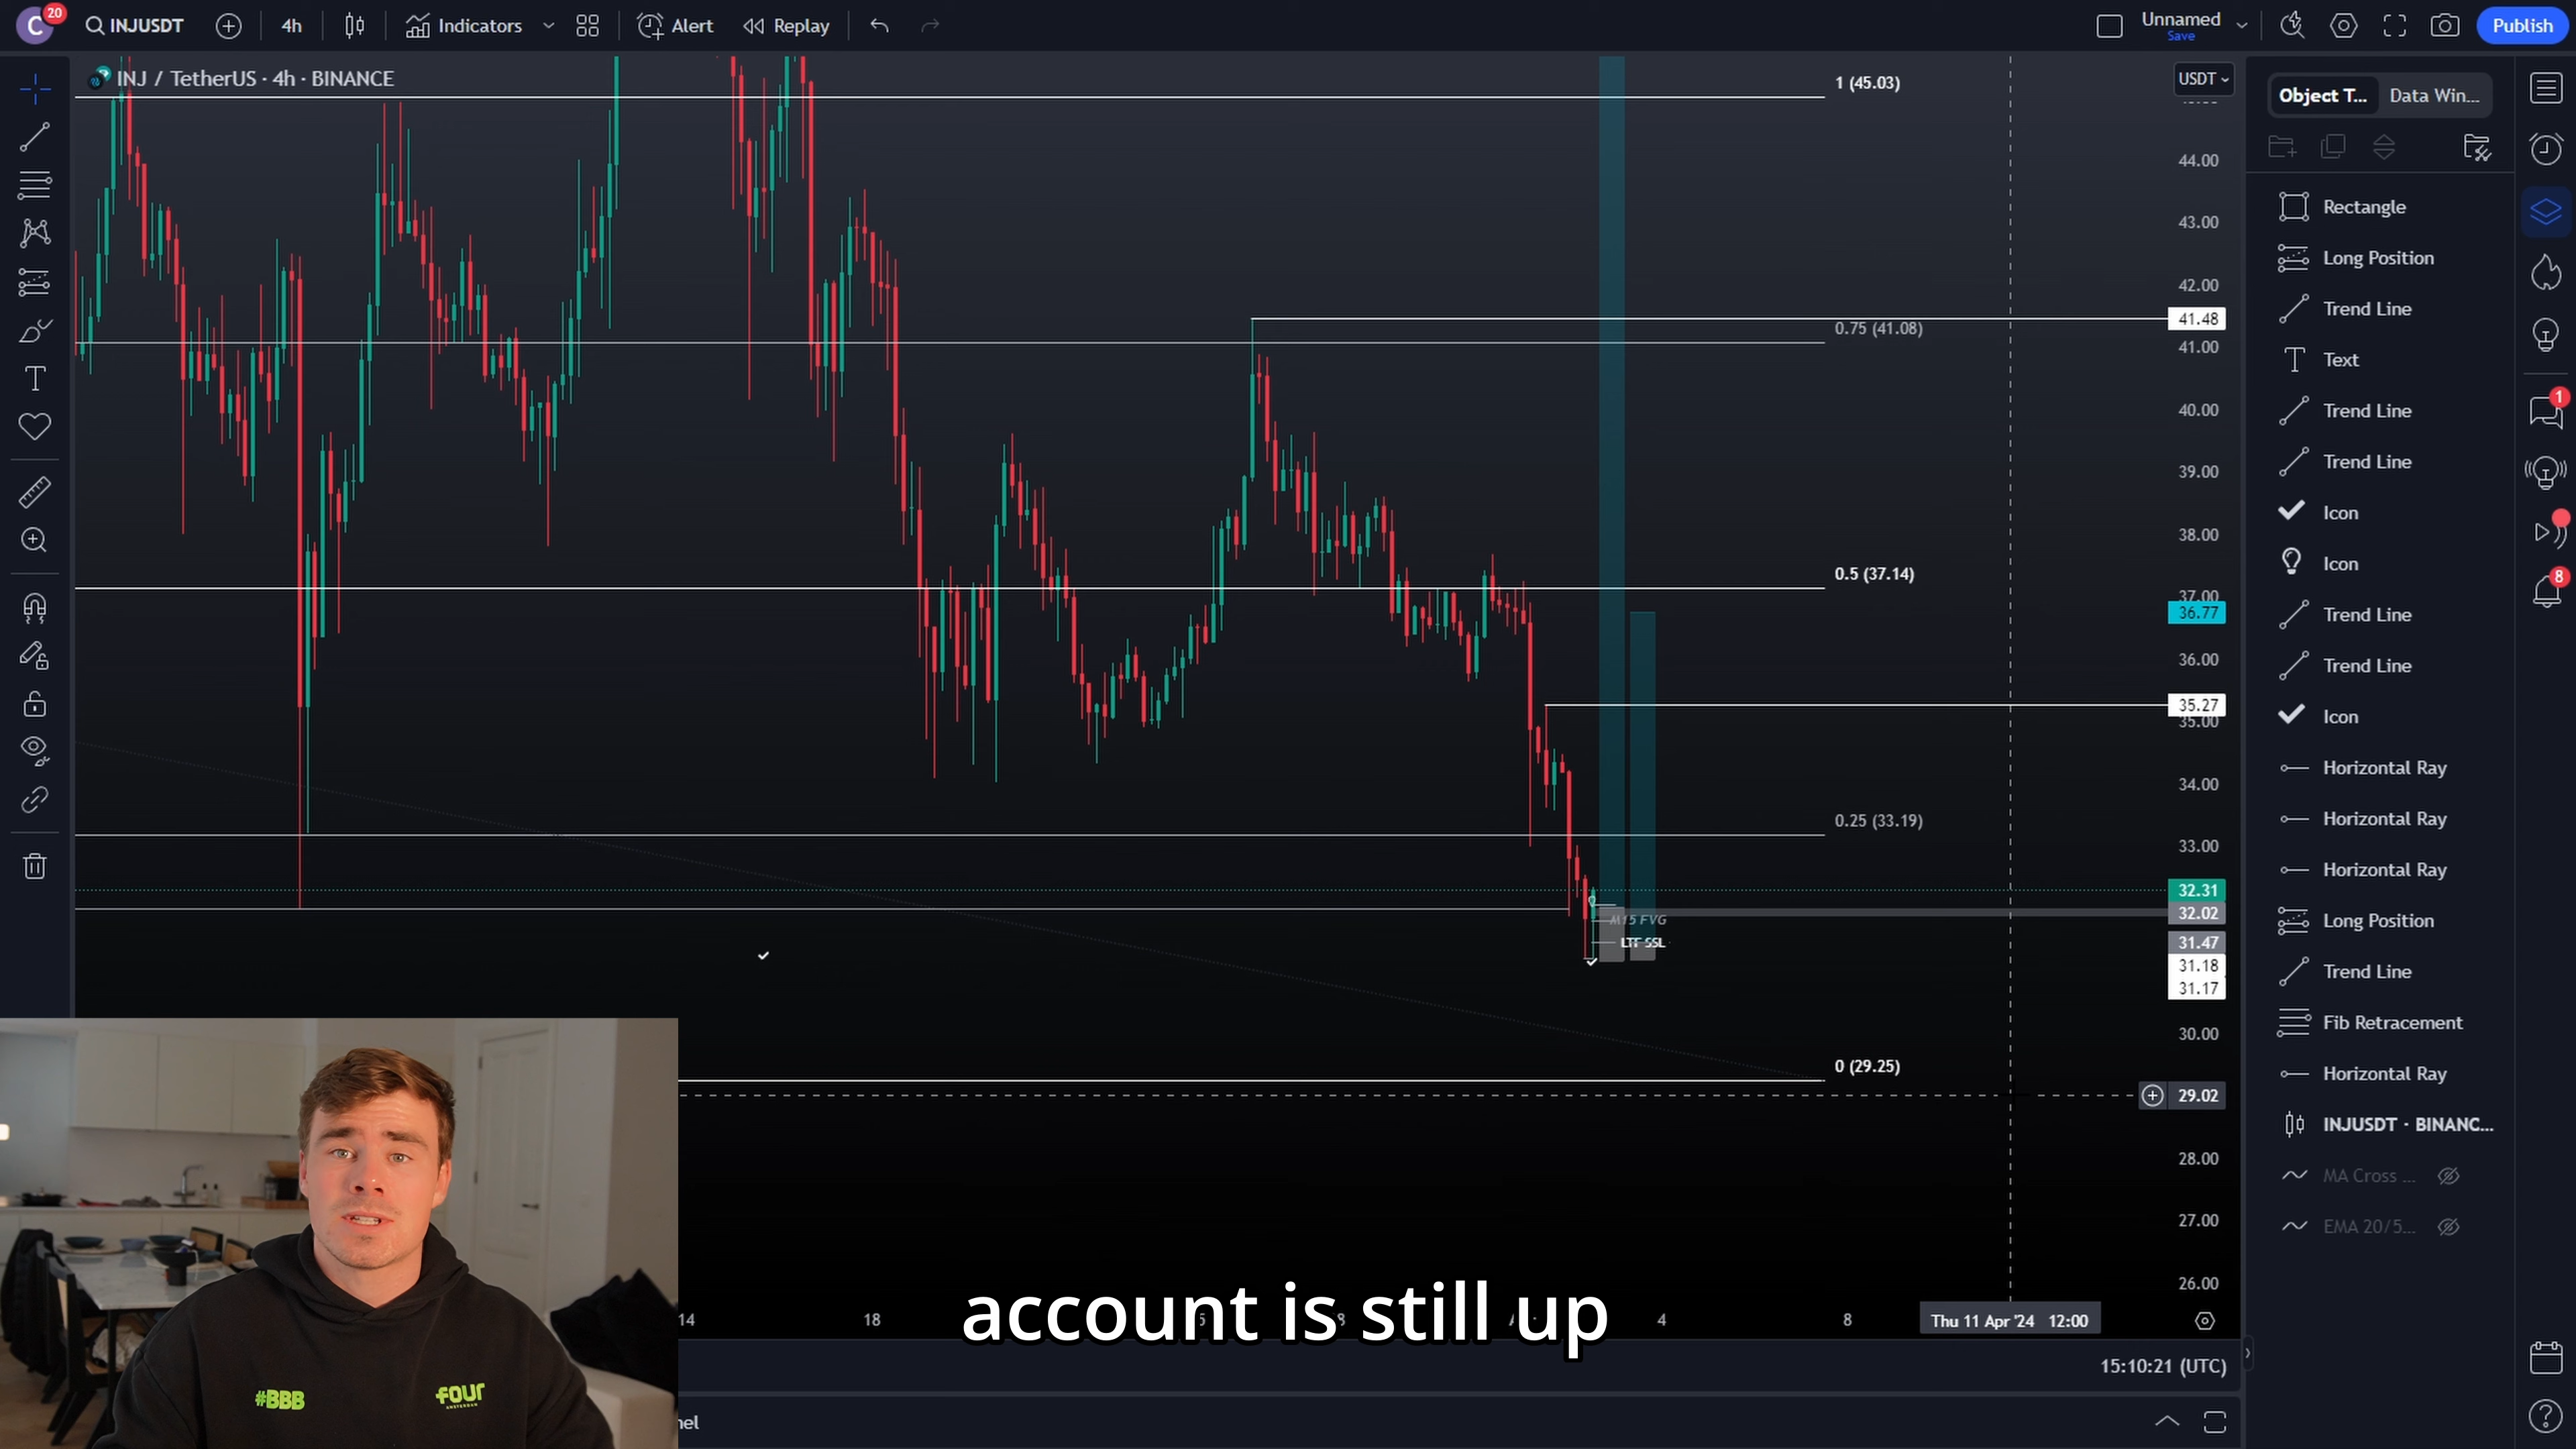 C
20
INJUSDT
4h
Indicators
Alert
Replay
Unnamed
Save
Publish
INJ / TetherUS · 4h · BINANCE
USDT
1 (45.03)
44.00
43.00
42.00
41.48
0.75 (41.08)
41.00
40.00
39.00
38.00
0.5 (37.14)
37.00
36.77
36.00
35.27
35.00
34.00
0.25 (33.19)
33.00
32.31
32.02
M15 FVG
31.47
LTF SSL
31.18
31.17
30.00
0 (29.25)
29.02
28.00
27.00
26.00
14
18
4
8
Thu 11 Apr '24 12:00
15:10:21 (UTC)
nel
Object T...
Data Win...
Rectangle
Long Position
Trend Line
Text
Trend Line
Trend Line
Icon
Icon
Trend Line
Trend Line
Icon
Horizontal Ray
Horizontal Ray
Horizontal Ray
Long Position
Trend Line
Fib Retracement
Horizontal Ray
INJUSDT · BINANC...
MA Cross ...
EMA 20/5...
1
8
account is still up
#BBB
four